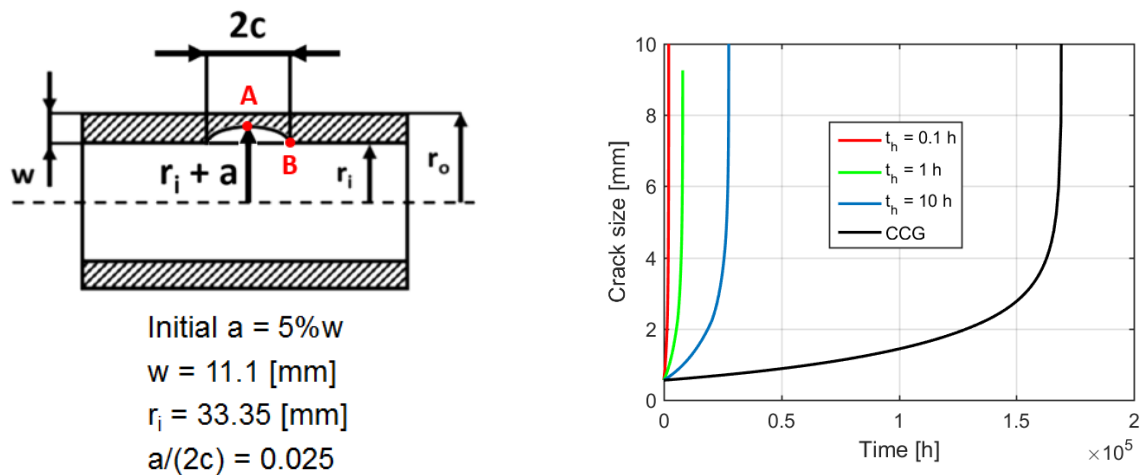 2c
A
w
r_i + a
B
r_i
r_o
Initial a = 5%w
w = 11.1 [mm]
r_i = 33.35 [mm]
a/(2c) = 0.025
Crack size [mm]
10
8
6
4
2
0
t_h = 0.1 h
t_h = 1 h
t_h = 10 h
CCG
0 0.5 1 1.5 2
Time [h]
×10^5